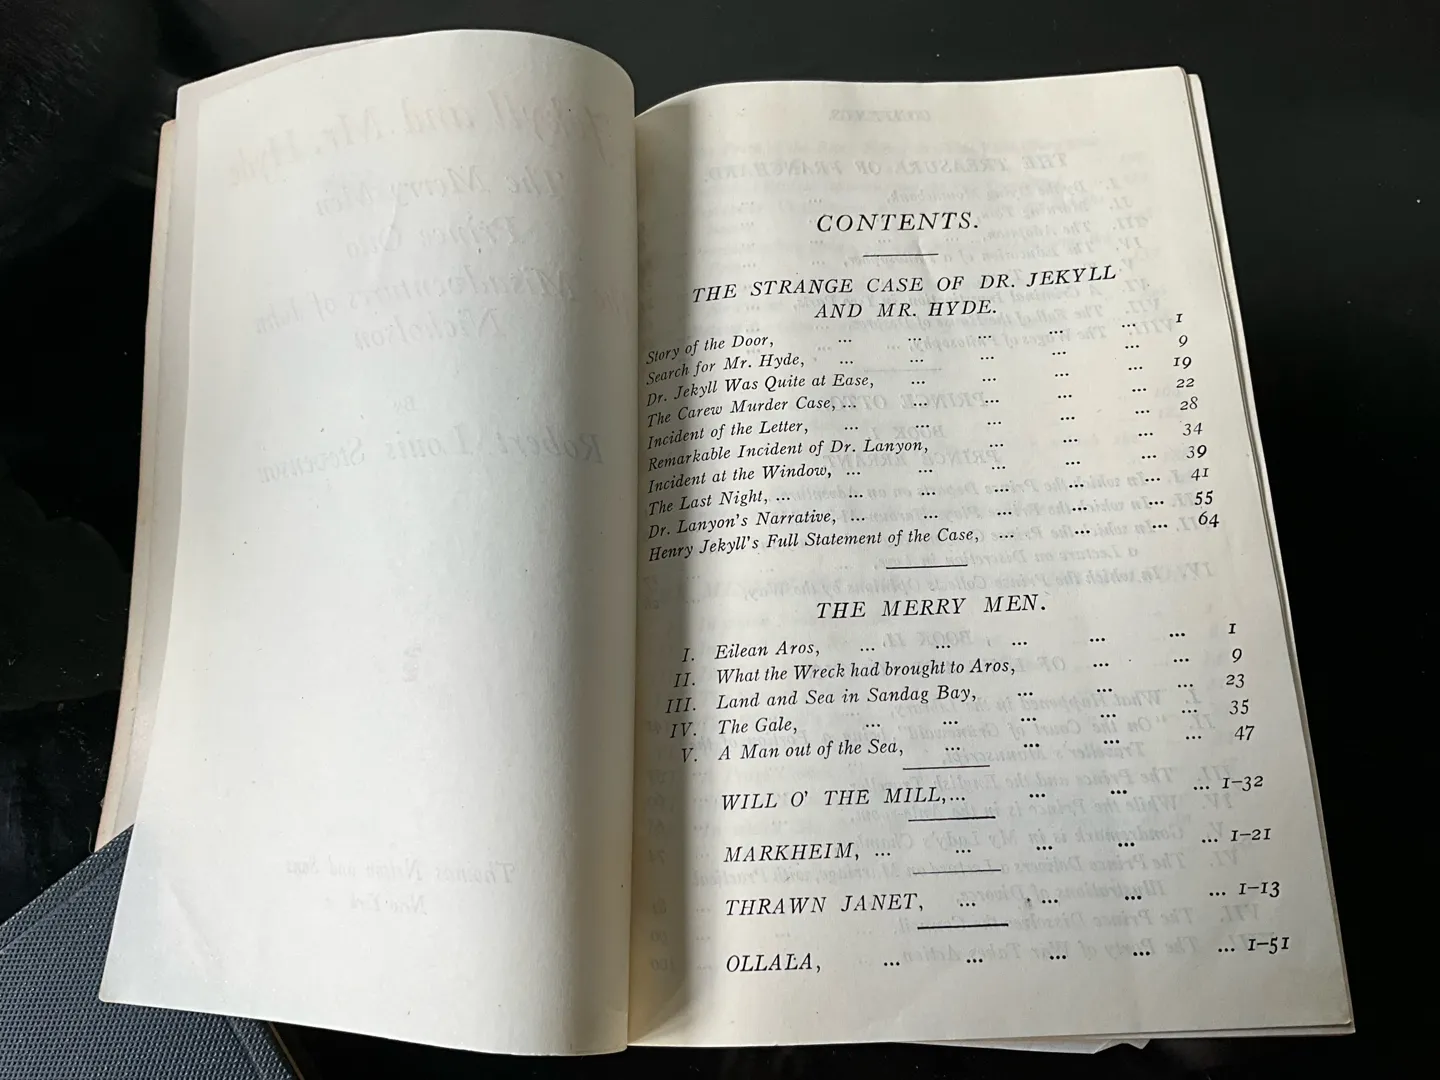 CONTENTS.
THE STRANGE CASE OF DR. JEKYLL
AND MR. HYDE.
Story of the Door, ... ... ... ... ... 1
Search for Mr. Hyde, ... ... ... ... ... 9
Dr. Jekyll Was Quite at Ease, ... ... ... ... 19
The Carew Murder Case, ... ... ... ... ... 22
Incident of the Letter, ... ... ... ... ... 28
Remarkable Incident of Dr. Lanyon, ... ... ... 34
Incident at the Window, ... ... ... ... ... 39
The Last Night, ... ... ... ... ... ... 41
Dr. Lanyon's Narrative, ... ... ... ... ... 55
Henry Jekyll's Full Statement of the Case, ... ... ... 64
THE MERRY MEN.
I. Eilean Aros, ... ... ... ... ... 1
II. What the Wreck had brought to Aros, ... ... 9
III. Land and Sea in Sandag Bay, ... ... ... 23
IV. The Gale, ... ... ... ... ... 35
V. A Man out of the Sea, ... ... ... ... 47
WILL O' THE MILL, ... ... ... ... 1-32
MARKHEIM, ... ... ... ... ... 1-21
THRAWN JANET, ... ... ... ... 1-13
OLLALA, ... ... ... ... ... 1-51